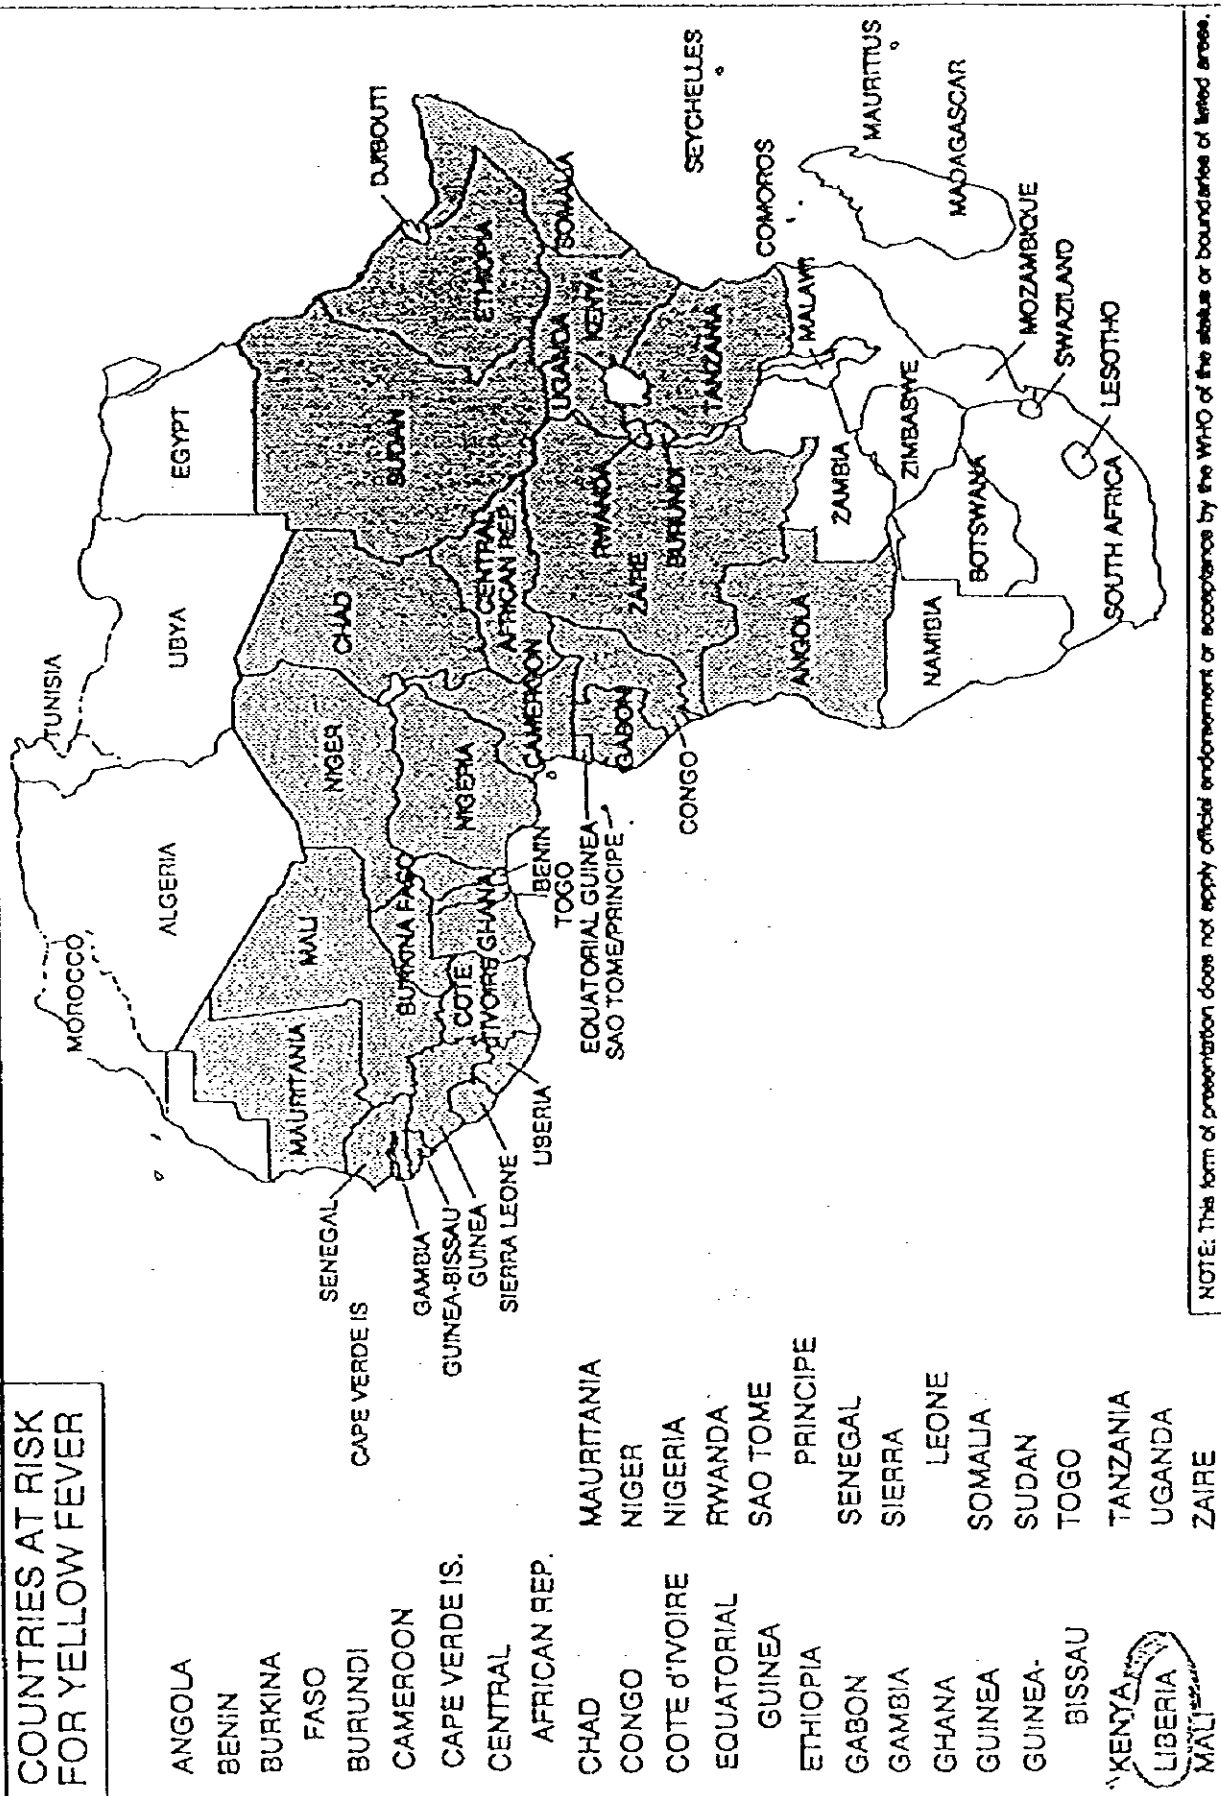 COUNTRIES AT RISK
FOR YELLOW FEVER
ANGOLA
BENIN
BURKINA
FASO
BURUNDI
CAMEROON
CAPE VERDE IS.
CENTRAL
AFRICAN REP.
CHAD
CONGO
COTE d'IVOIRE
EQUATORIAL
GUINEA
ETHIOPIA
GABON
GAMBIA
GHANA
GUINEA
GUINEA-
BISSAU
KENYA
LIBERIA
MALI
MAURITANIA
NIGER
NIGERIA
RWANDA
SAO TOME
PRINCIPE
SENEGAL
SIERRA
LEONE
SOMALIA
SUDAN
TOGO
TANZANIA
UGANDA
ZAIRE
MOROCCO
TUNISIA
ALGERIA
UBYA
EGYPT
MAURITANIA
MALI
NIGER
CHAD
SUDAN
DJIBOUTI
ETHIOPIA
SOMALIA
SENEGAL
CAPE VERDE IS
GAMBIA
GUINEA-BISSAU
GUINEA
SIERRA LEONE
LIBERIA
BURKINA FASO
COTE
IVOIRE
GHANA
BENIN
TOGO
NIGERIA
CAMEROON
CENTRAL
AFRICAN REP.
EQUATORIAL GUINEA
SAO TOME/PRINCIPE
GABON
CONGO
ZAIRE
RWANDA
BURUNDI
UGANDA
KENYA
TANZANIA
SEYCHELLES
COMOROS
MALAWI
ANGOLA
ZAMBIA
MAURITIUS
MADAGASCAR
NAMIBIA
BOTSWANA
ZIMBABWE
MOZAMBIQUE
SWAZILAND
LESOTHO
SOUTH AFRICA
NOTE: This form of presentation does not apply official endorsement or acceptance by the WHO of the status or boundaries of listed areas.